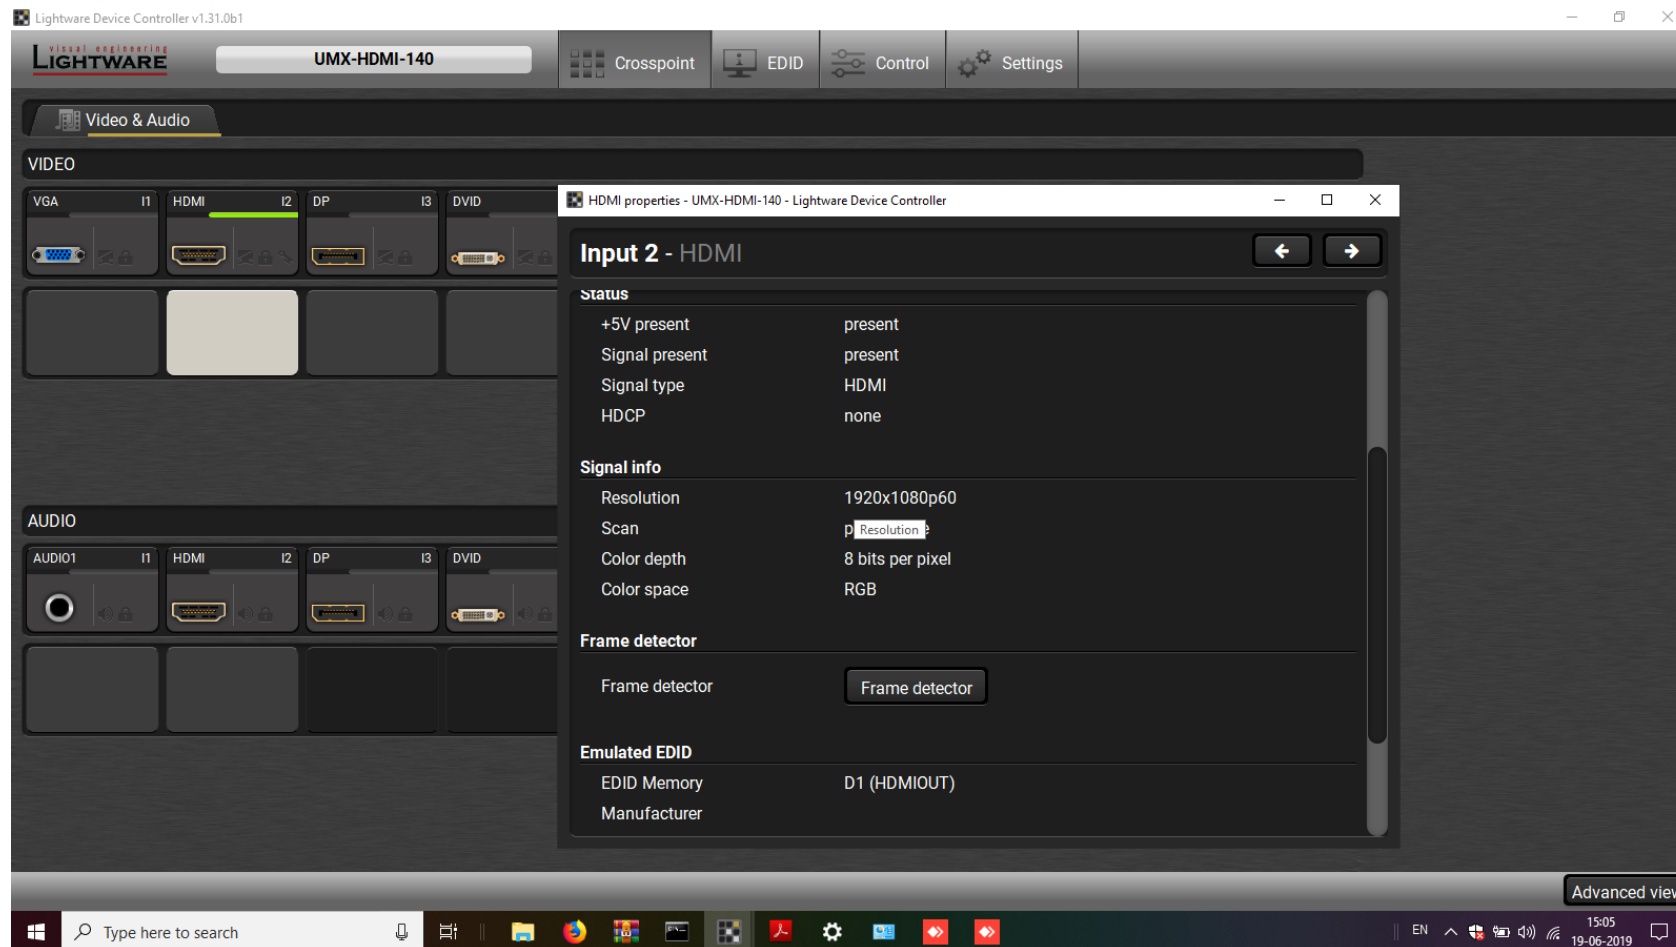 Lightware Device Controller v1.31.0b1
visual engineering
LIGHTWARE
UMX-HDMI-140
Crosspoint
EDID
Control
Settings
Video & Audio
VIDEO
VGA I1 HDMI I2 DP I3 DVID
HDMI properties - UMX-HDMI-140 - Lightware Device Controller
Input 2 - HDMI
Status
+5V present present
Signal present present
Signal type HDMI
HDCP none
Signal info
Resolution 1920x1080p60
Scan
Resolution
Color depth 8 bits per pixel
Color space RGB
Frame detector
Frame detector Frame detector
Emulated EDID
EDID Memory D1 (HDMIOUT)
Manufacturer
AUDIO
AUDIO1 I1 HDMI I2 DP I3 DVID
Advanced view
Type here to search
EN
15:05
19-06-2019